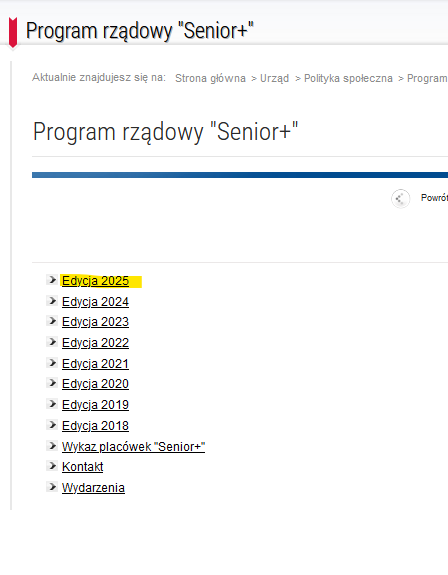 Program rządowy "Senior+"
Aktualnie znajdujesz się na: Strona główna > Urząd > Polityka społeczna > Program
Program rządowy "Senior+"
Powrót
Edycja 2025
Edycja 2024
Edycja 2023
Edycja 2022
Edycja 2021
Edycja 2020
Edycja 2019
Edycja 2018
Wykaz placówek "Senior+"
Kontakt
Wydarzenia